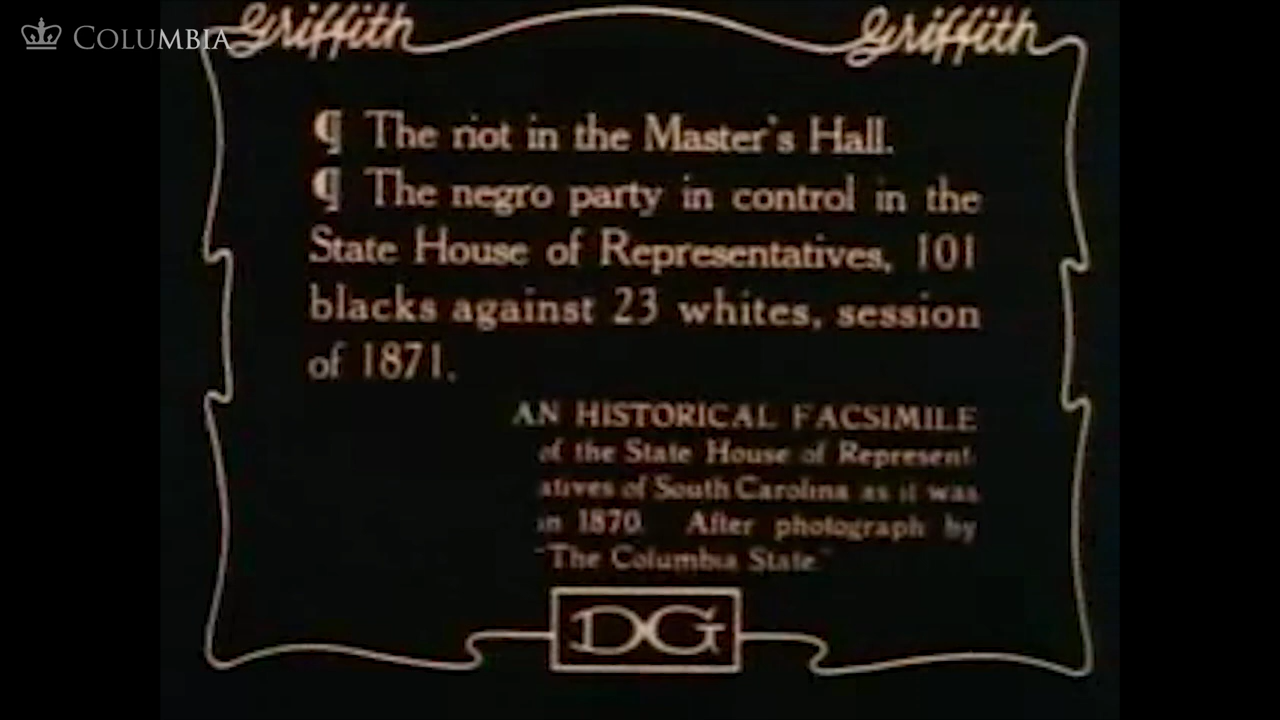 COLUMBIA
Griffith Griffith
¶ The riot in the Master's Hall.
¶ The negro party in control in the
State House of Representatives, 101
blacks against 23 whites, session
of 1871.
AN HISTORICAL FACSIMILE
of the State House of Represent-
atives of South Carolina as it was
in 1870. After photograph by
"The Columbia State."
DG